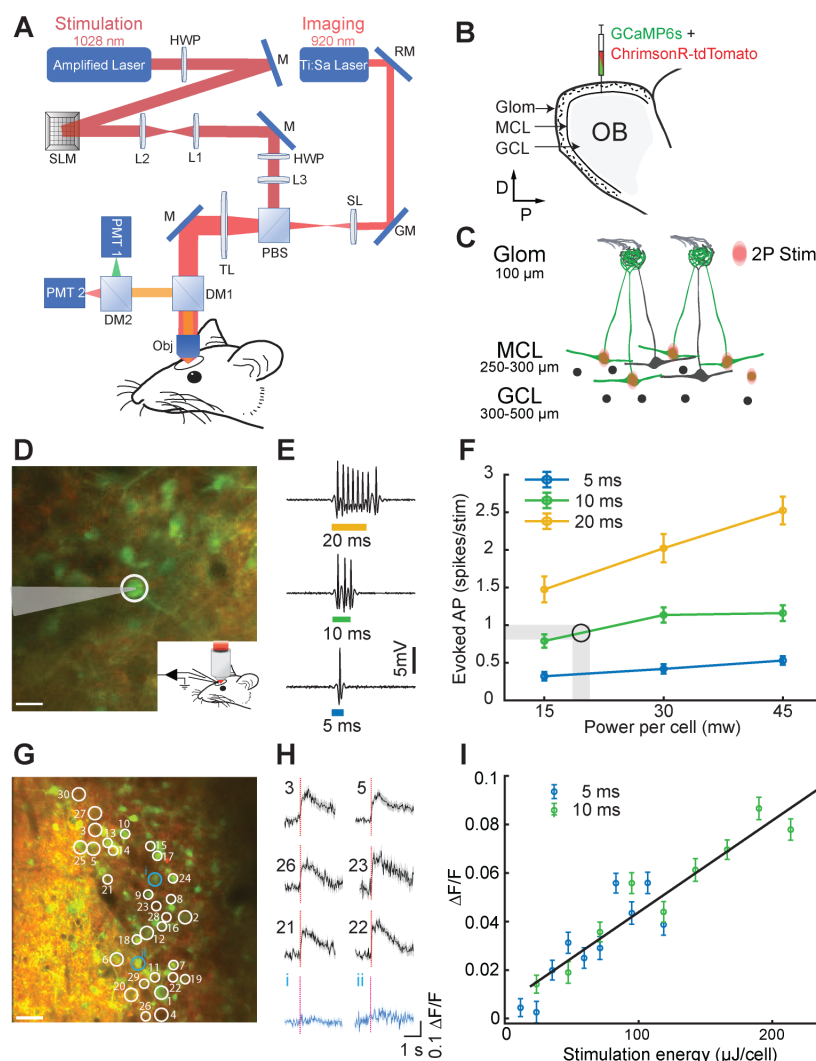 A
Stimulation
1028 nm
Imaging
920 nm
HWP
M
RM
Amplified Laser
Ti:Sa Laser
SLM
L2
L1
M
HWP
L3
M
SL
PBS
GM
TL
PMT 1
PMT 2
DM2
DM1
Obj
B
GCaMP6s +
ChrimsonR-tdTomato
Glom
MCL
GCL
OB
D
P
C
Glom
100 µm
2P Stim
MCL
250-300 µm
GCL
300-500 µm
D
E
20 ms
10 ms
5 ms
5mV
F
Evoked AP (spikes/stim)
3
2.5
2
1.5
1
0.5
0
5 ms
10 ms
20 ms
15
30
45
Power per cell (mw)
G
30
27
3
10
13
15
25
5
14
17
21
i
24
9
8
23
28
2
16
18
12
6
ii
7
11
29
22
19
20
1
26
4
H
3
5
26
23
21
22
i
ii
1 s
0.1 ΔF/F
I
ΔF/F
0.1
0.08
0.06
0.04
0.02
0
5 ms
10 ms
0
100
200
Stimulation energy (µJ/cell)